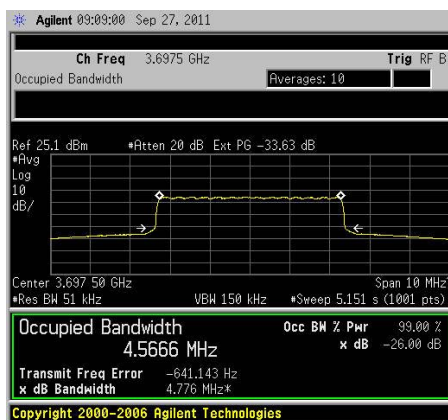 Agilent 09:09:00 Sep 27, 2011
Ch Freq 3.6975 GHz Trig RF B
Occupied Bandwidth Averages: 10
Ref 25.1 dBm #Atten 20 dB Ext PG -33.63 dB
#Avg
Log
10
dB/
Center 3.697 50 GHz Span 10 MHz
#Res BW 51 kHz VBW 150 kHz #Sweep 5.151 s (1001 pts)
Occupied Bandwidth Occ BW % Pwr 99.00 %
4.5666 MHz x dB -26.00 dB
Transmit Freq Error -641.143 Hz
x dB Bandwidth 4.776 MHz*
Copyright 2000-2006 Agilent Technologies